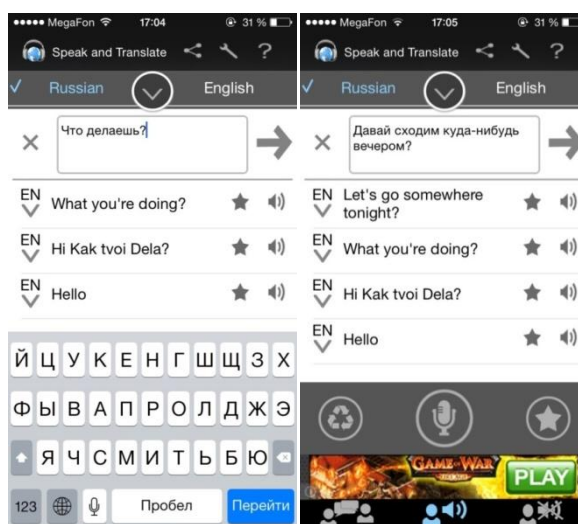 MegaFon 17:04 31 %
Speak and Translate ?
Russian English
Что делаешь?
EN What you're doing?
EN Hi Kak tvoi Dela?
EN Hello
Й Ц У К Е Н Г Ш Щ З Х
Ф Ы В А П Р О Л Д Ж Э
Я Ч С М И Т Ь Б Ю
123 Пробел Перейти
MegaFon 17:05 31 %
Speak and Translate ?
Russian English
Давай сходим куда-нибудь
вечером?
EN Let's go somewhere
tonight?
EN What you're doing?
EN Hi Kak tvoi Dela?
EN Hello
GAME OF WAR
PLAY